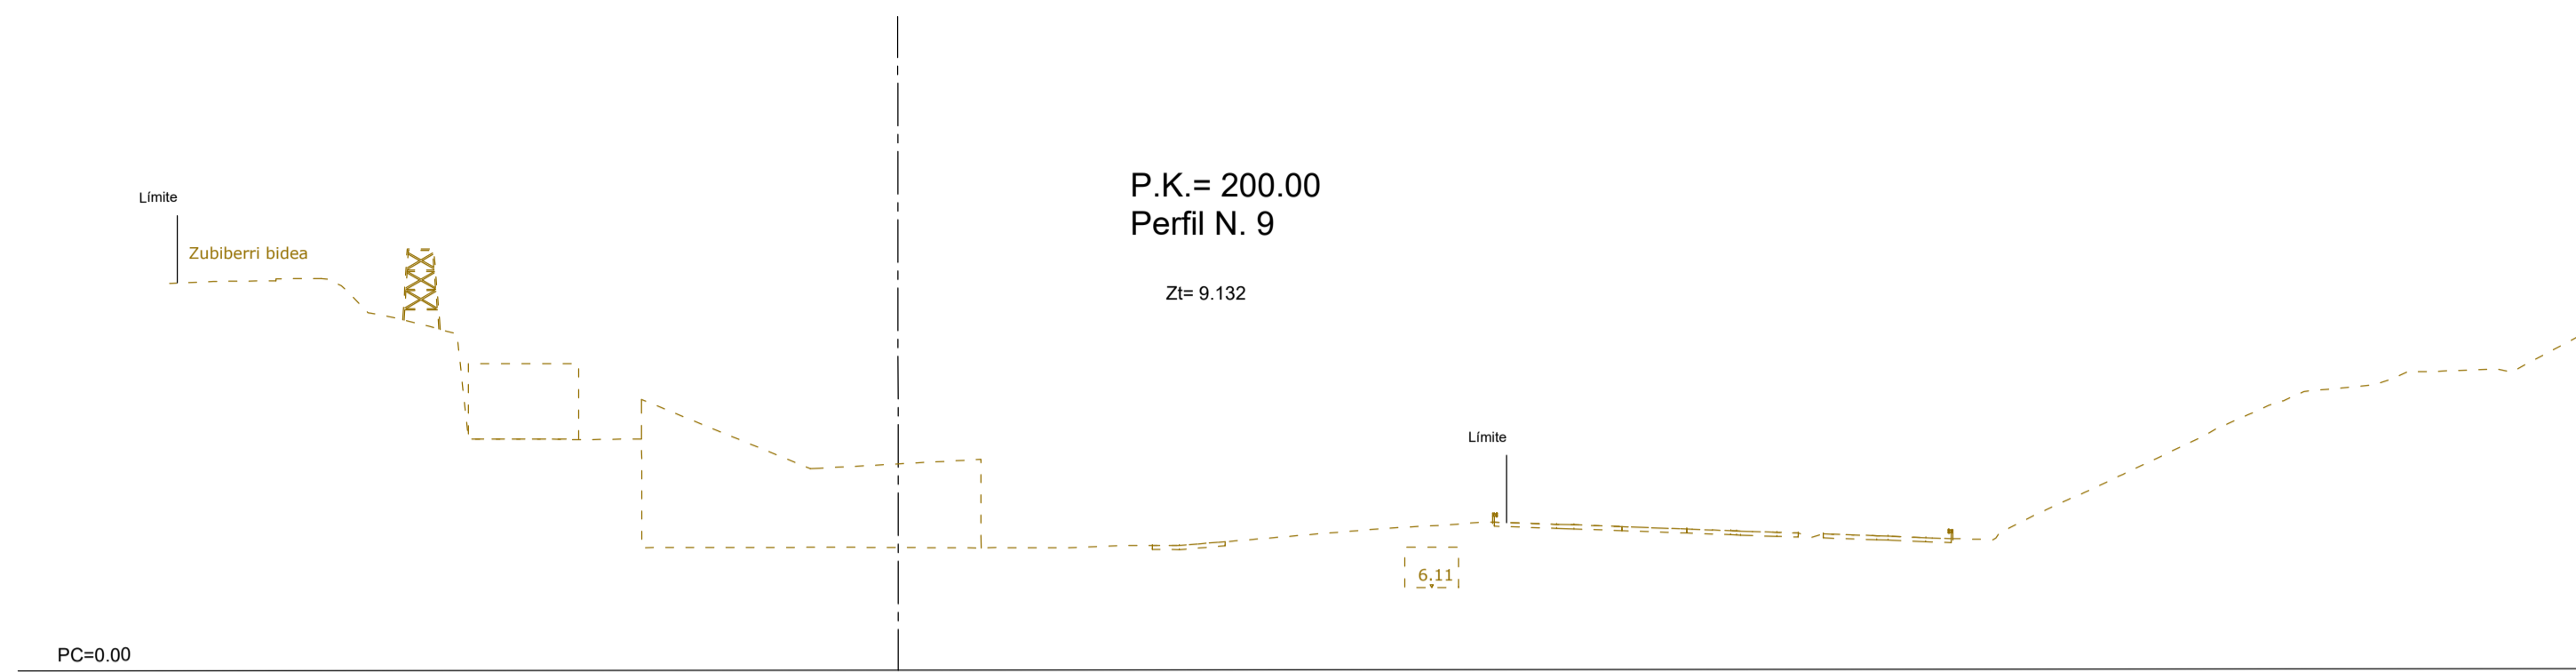 P.K.= 200.00
Perfil N. 9
Límite
Zubiberri bidea
Zt= 9.132
Límite
6.11
PC=0.00